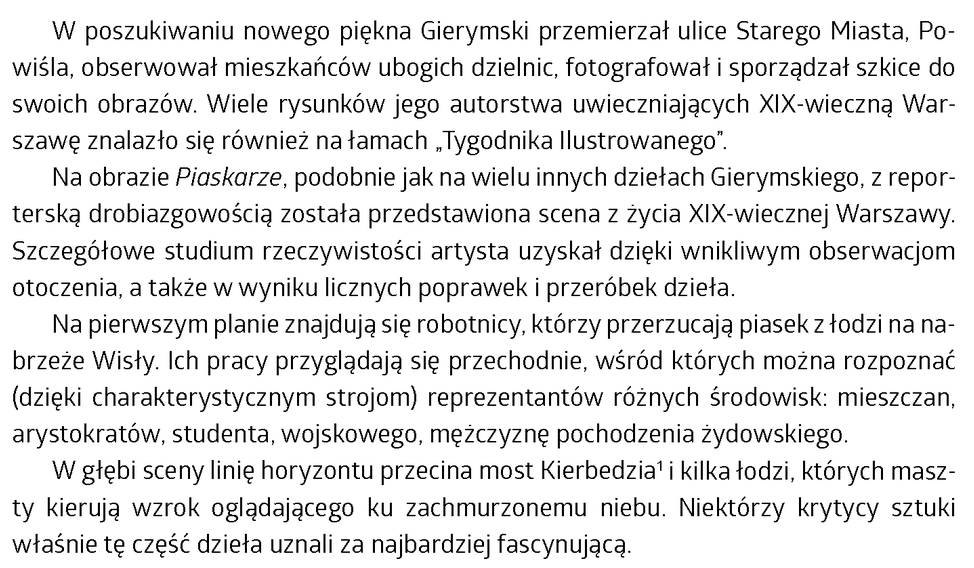 W poszukiwaniu nowego piękna Gierymski przemierzał ulice Starego Miasta, Po-
wiśla, obserwował mieszkańców ubogich dzielnic, fotografował i sporządzał szkice do
swoich obrazów. Wiele rysunków jego autorstwa uwieczniających XIX-wieczną War-
szawę znalazło się również na łamach „Tygodnika Ilustrowanego”.
Na obrazie Piaskarze, podobnie jak na wielu innych dziełach Gierymskiego, z repor-
terską drobiazgowością została przedstawiona scena z życia XIX-wiecznej Warszawy.
Szczegółowe studium rzeczywistości artysta uzyskał dzięki wnikliwym obserwacjom
otoczenia, a także w wyniku licznych poprawek i przeróbek dzieła.
Na pierwszym planie znajdują się robotnicy, którzy przerzucają piasek z łodzi na na-
brzeże Wisły. Ich pracy przyglądają się przechodnie, wśród których można rozpoznać
(dzięki charakterystycznym strojom) reprezentantów różnych środowisk: mieszczan,
arystokratów, studenta, wojskowego, mężczyznę pochodzenia żydowskiego.
W głębi sceny linię horyzontu przecina most Kierbedzia¹ i kilka łodzi, których masz-
ty kierują wzrok oglądającego ku zachmurzonemu niebu. Niektórzy krytycy sztuki
właśnie tę część dzieła uznali za najbardziej fascynującą.